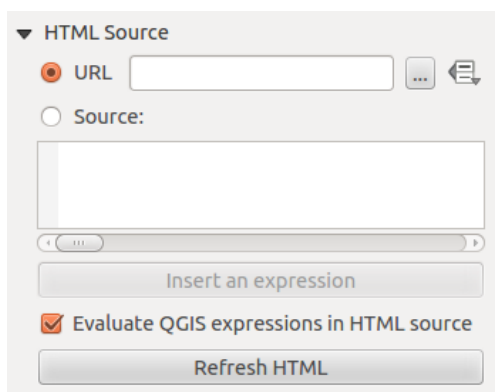 HTML Source
URL
...
Source:
Insert an expression
Evaluate QGIS expressions in HTML source
Refresh HTML